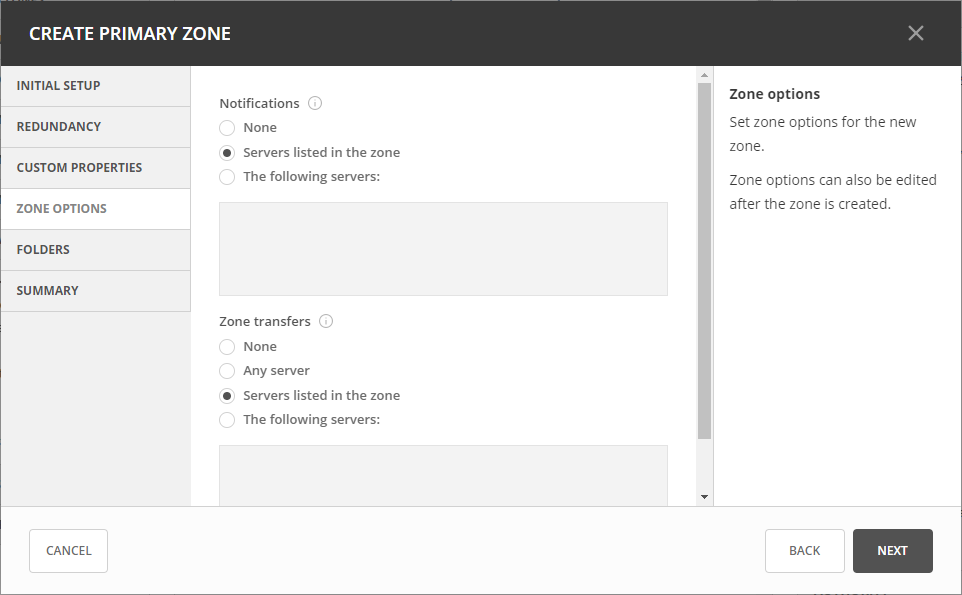 CREATE PRIMARY ZONE
INITIAL SETUP
REDUNDANCY
CUSTOM PROPERTIES
ZONE OPTIONS
FOLDERS
SUMMARY
Notifications
None
Servers listed in the zone
The following servers:
Zone transfers
None
Any server
Servers listed in the zone
The following servers:
Zone options
Set zone options for the new
zone.
Zone options can also be edited
after the zone is created.
CANCEL
BACK
NEXT